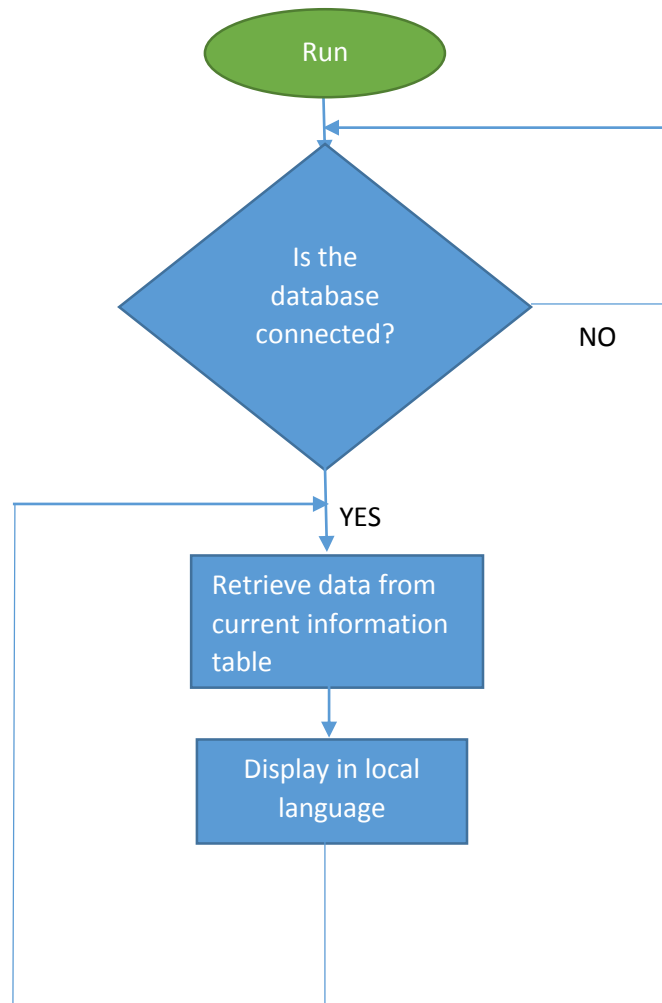 Run
Is the
database
connected?
NO
YES
Retrieve data from
current information
table
Display in local
language